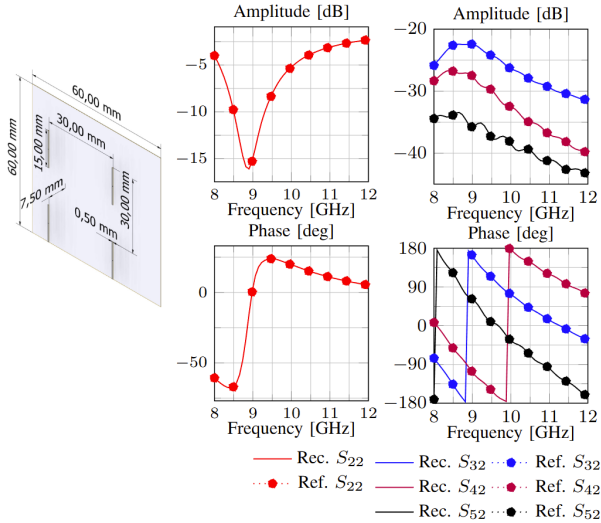 Amplitude [dB]
−5
−10
−15
8 9 10 11 12
Frequency [GHz]
Amplitude [dB]
−20
−30
−40
8 9 10 11 12
Frequency [GHz]
60,00 mm
60,00 mm
30,00 mm
15,00 mm
7,50 mm
0,50 mm
30,00 mm
Phase [deg]
0
−50
8 9 10 11 12
Frequency [GHz]
Phase [deg]
180
90
0
−90
−180
8 9 10 11 12
Frequency [GHz]
Rec. S22
Ref. S22
Rec. S32
Rec. S42
Rec. S52
Ref. S32
Ref. S42
Ref. S52